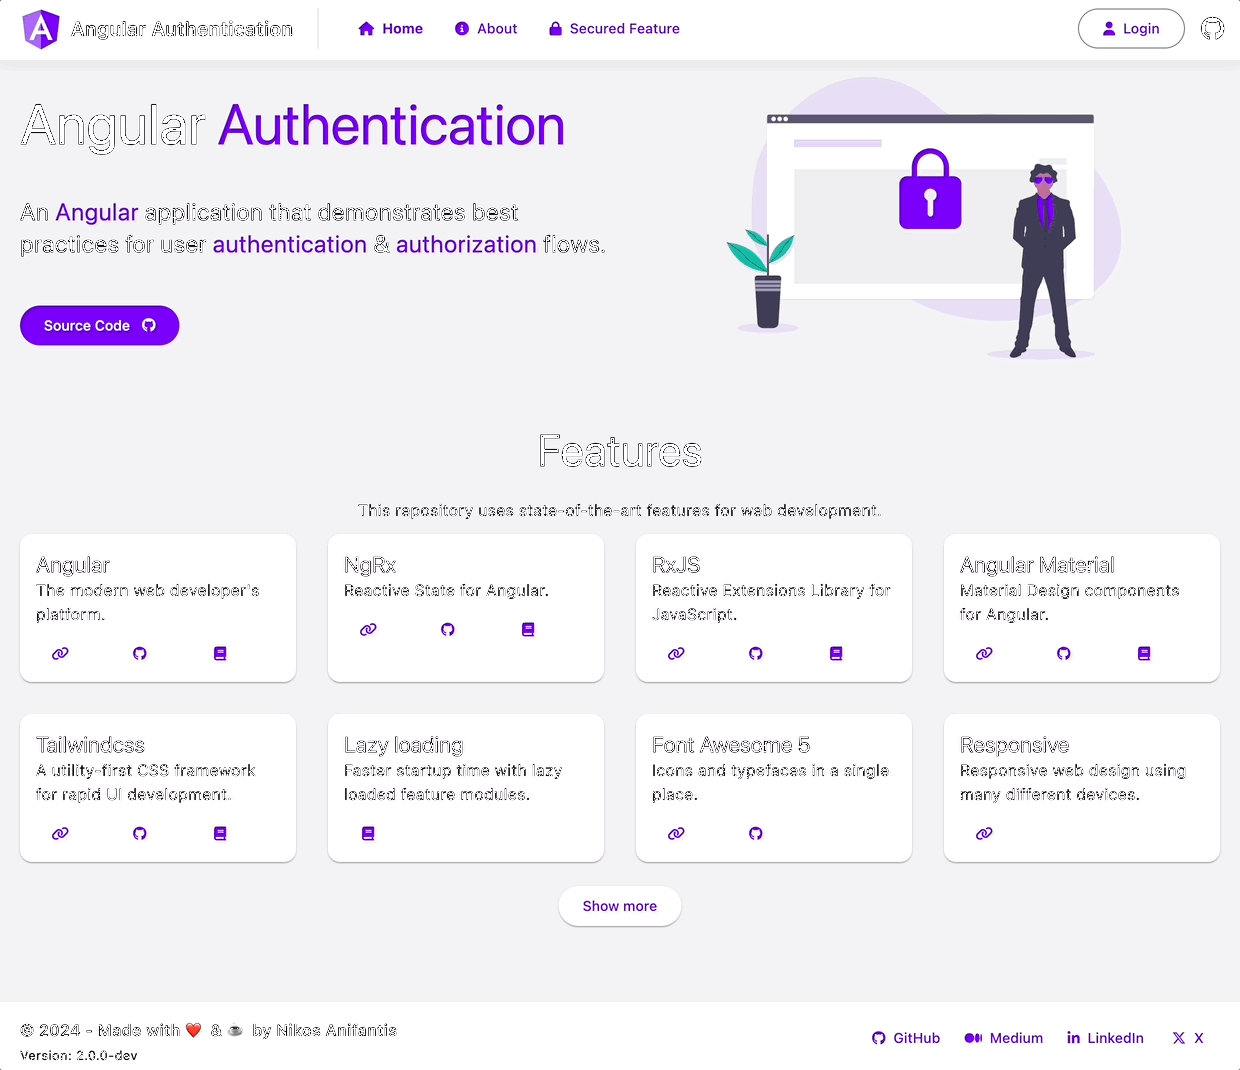 Angular Authentication
Home
About
Secured Feature
Login
Angular Authentication
An Angular application that demonstrates best
practices for user authentication & authorization flows.
Source Code
Features
This repository uses state-of-the-art features for web development.
Angular
The modern web developer's
platform.
NgRx
Reactive State for Angular.
RxJS
Reactive Extensions Library for
JavaScript.
Angular Material
Material Design components
for Angular.
Tailwindcss
A utility-first CSS framework
for rapid UI development.
Lazy loading
Faster startup time with lazy
loaded feature modules.
Font Awesome 5
Icons and typefaces in a single
place.
Responsive
Responsive web design using
many different devices.
Show more
© 2024 - Made with ❤️ & ☕ by Nikos Anifantis
Version: 2.0.0-dev
GitHub
Medium
LinkedIn
X